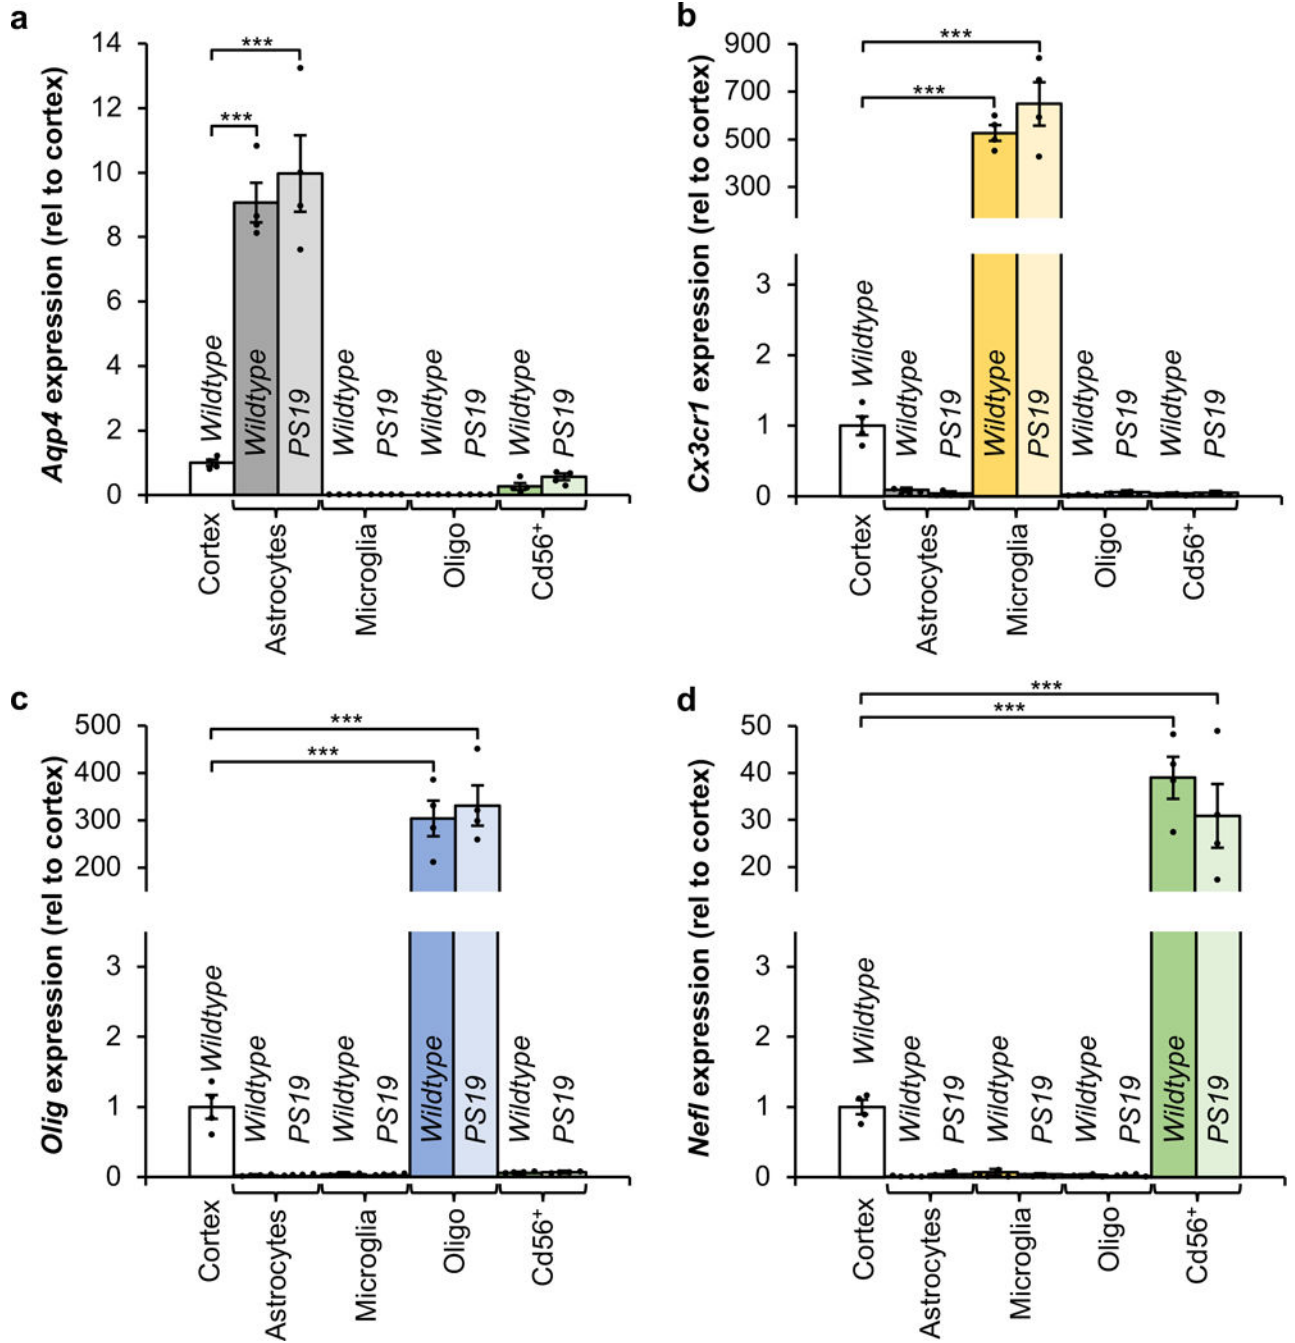 a
Aqp4 expression (rel to cortex)
14
12
10
8
6
4
2
0
***
***
Wildtype
Wildtype
PS19
Wildtype
PS19
Wildtype
PS19
Wildtype
PS19
Cortex
Astrocytes
Microglia
Oligo
Cd56+
b
Cx3cr1 expression (rel to cortex)
900
700
500
300
3
2
1
0
***
***
Wildtype
Wildtype
PS19
Wildtype
PS19
Wildtype
PS19
Wildtype
PS19
Cortex
Astrocytes
Microglia
Oligo
Cd56+
c
Olig expression (rel to cortex)
500
400
300
200
3
2
1
0
***
***
Wildtype
Wildtype
PS19
Wildtype
PS19
Wildtype
PS19
Wildtype
PS19
Cortex
Astrocytes
Microglia
Oligo
Cd56+
d
Nefl expression (rel to cortex)
50
40
30
20
3
2
1
0
***
***
Wildtype
Wildtype
PS19
Wildtype
PS19
Wildtype
PS19
Wildtype
PS19
Cortex
Astrocytes
Microglia
Oligo
Cd56+